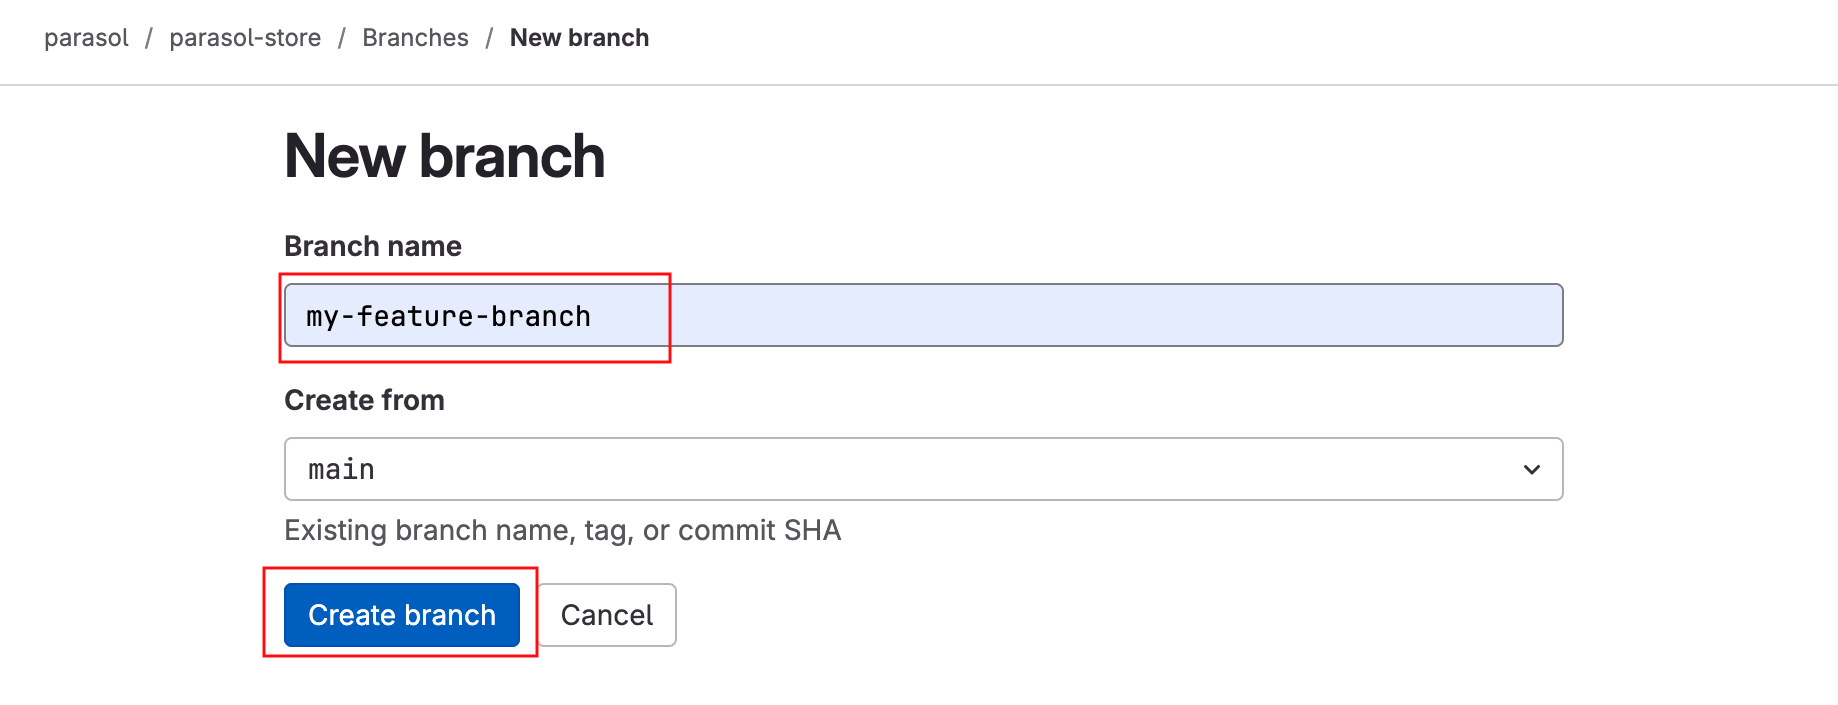 parasol / parasol-store / Branches / New branch
New branch
Branch name
my-feature-branch
Create from
main
Existing branch name, tag, or commit SHA
Create branch Cancel